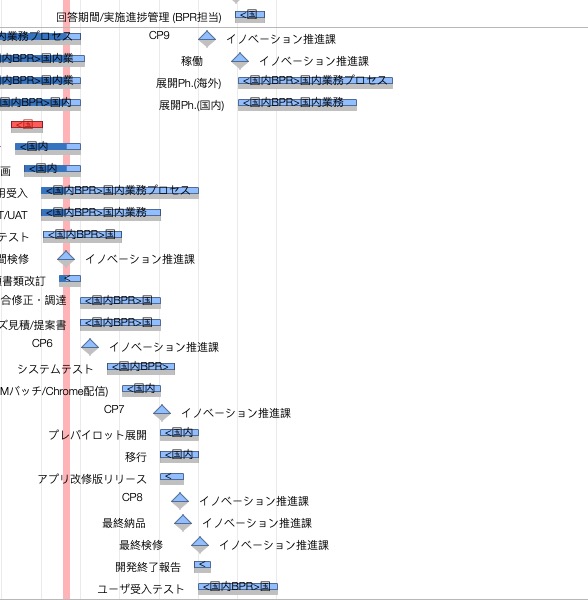 回答期間/実施進捗管理 (BPR担当) <国
内業務プロセス CP9 イノベーション推進課
内BPR>国内業 稼働 イノベーション推進課
内BPR>国内業 展開Ph.(海外) <国内BPR>国内業務プロセス
国内BPR>国内 展開Ph.(国内) <国内BPR>国内業務
<国
<国内
画 <国内
用受入 <国内BPR>国内業務プロセス
T/UAT <国内BPR>国内業務
テスト <国内BPR>国
間検修 イノベーション推進課
書類改訂 <
合修正・調達 <国内BPR>国
ズ見積/提案書 <国内BPR>国
CP6 イノベーション推進課
システムテスト <国内BPR>
Mバッチ/Chrome配信) <国内
CP7 イノベーション推進課
プレパイロット展開 <国内
移行 <国内
アプリ改修版リリース <
CP8 イノベーション推進課
最終納品 イノベーション推進課
最終検修 イノベーション推進課
開発終了報告 <
ユーザ受入テスト <国内BPR>国